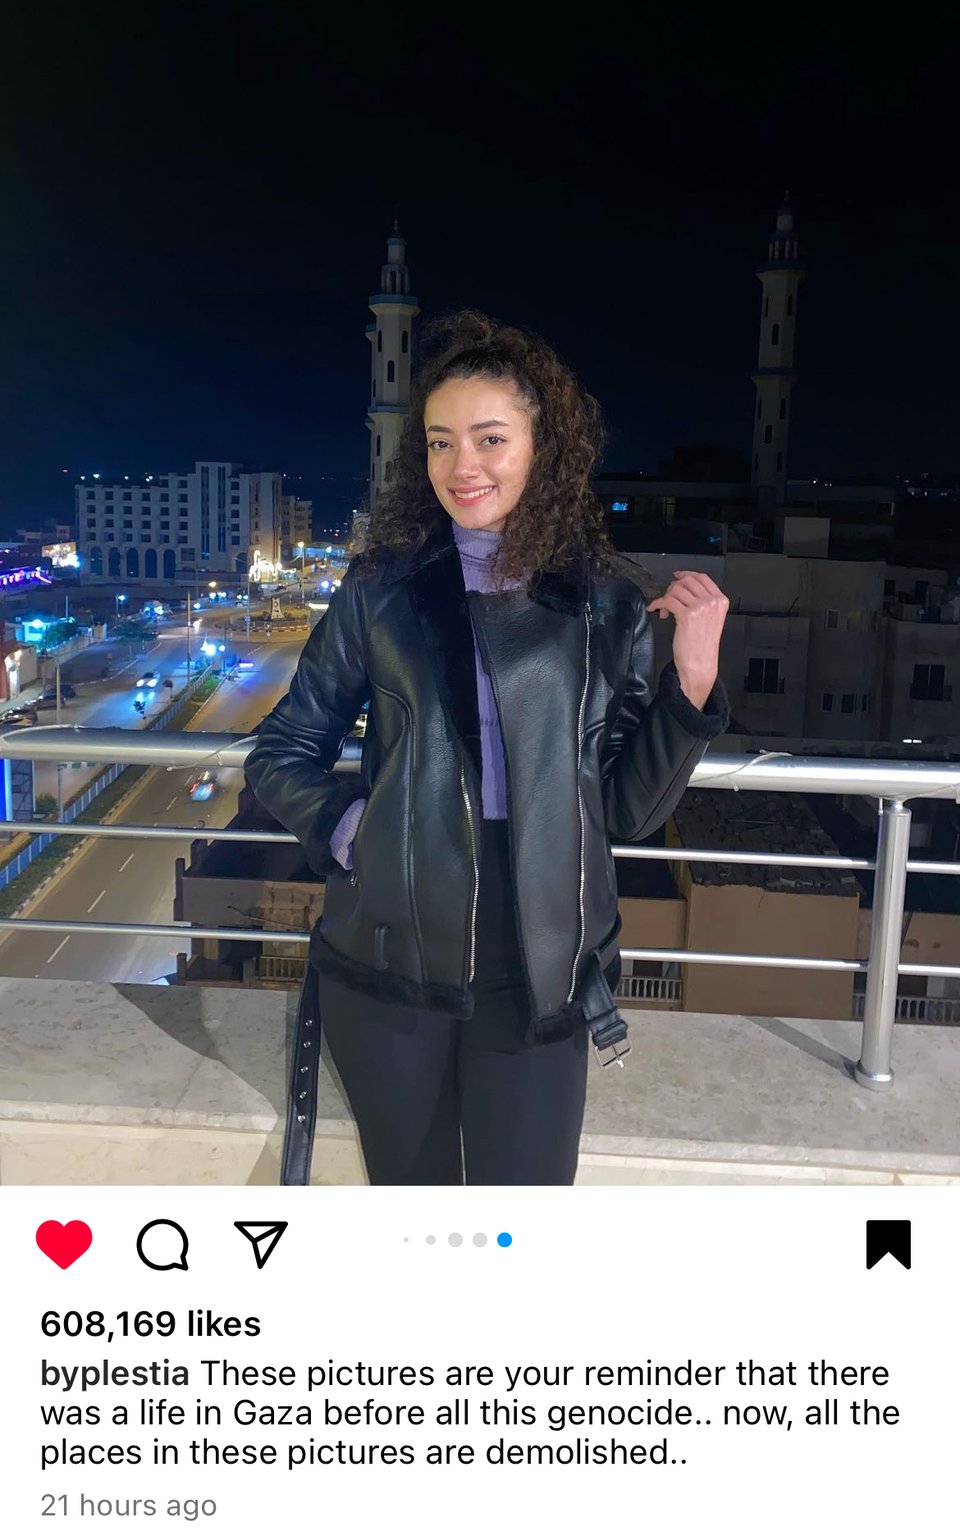 608,169 likes
byplestia These pictures are your reminder that there
was a life in Gaza before all this genocide.. now, all the
places in these pictures are demolished..
21 hours ago